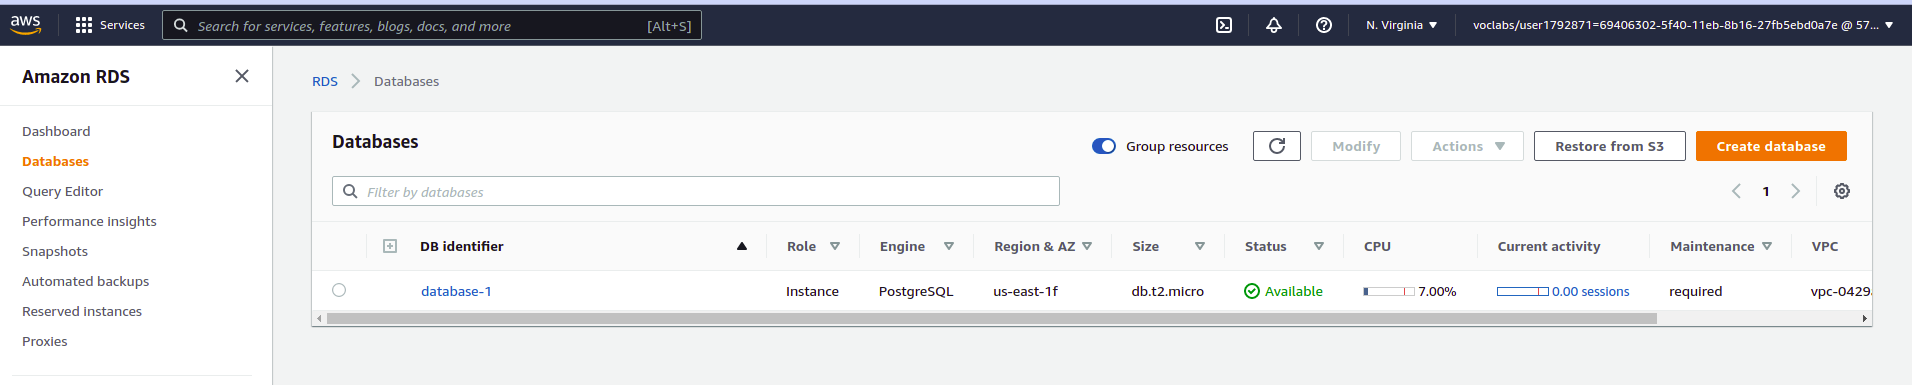 aws Services Search for services, features, blogs, docs, and more [Alt+S] N. Virginia voclabs/user1792871=69406302-5f40-11eb-8b16-27fb5ebd0a7e @ 57...
Amazon RDS
Dashboard
Databases
Query Editor
Performance insights
Snapshots
Automated backups
Reserved instances
Proxies
RDS Databases
Databases Group resources Modify Actions Restore from S3 Create database
Filter by databases 1
DB identifier Role Engine Region & AZ Size Status CPU Current activity Maintenance VPC
database-1 Instance PostgreSQL us-east-1f db.t2.micro Available 7.00% 0.00 sessions required vpc-0429